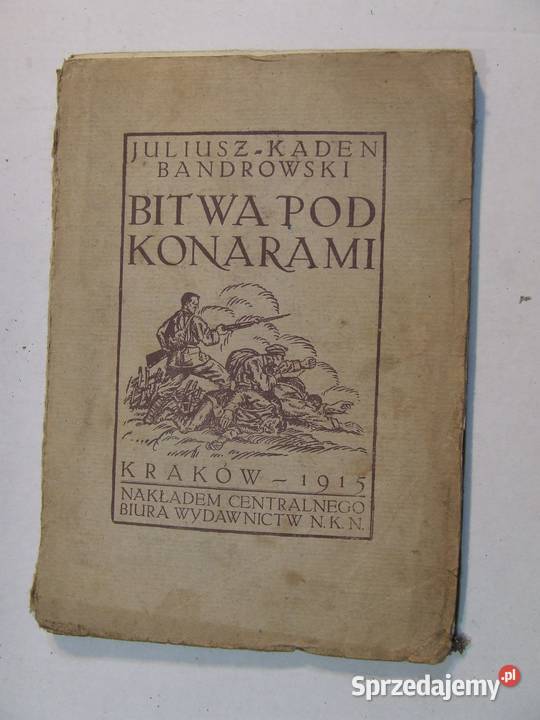 JULIUSZ-KADEN
BANDROWSKI
BITWA POD
KONARAMI
KRAKÓW – 1915
NAKŁADEM CENTRALNEGO
BIURA WYDAWNICTW N.K.N.
Sprzedajemy.pl